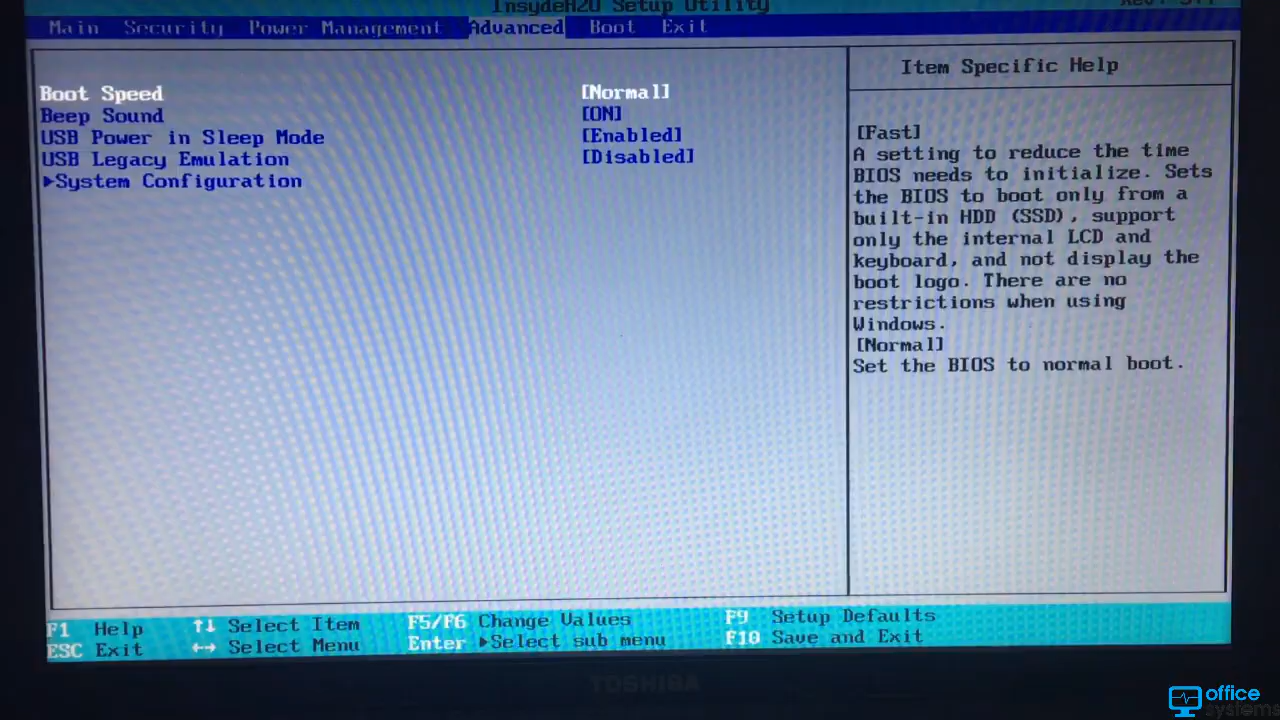 InsydeH2O Setup Utility
Main Security Power Management Advanced Boot Exit
Item Specific Help
Boot Speed [Normal]
Beep Sound [ON]
USB Power in Sleep Mode [Enabled]
USB Legacy Emulation [Disabled]
▶System Configuration
[Fast]
A setting to reduce the time
BIOS needs to initialize. Sets
the BIOS to boot only from a
built-in HDD (SSD), support
only the internal LCD and
keyboard, and not display the
boot logo. There are no
restrictions when using
Windows.
[Normal]
Set the BIOS to normal boot.
F1 Help ↑↓ Select Item F5/F6 Change Values F9 Setup Defaults
ESC Exit ↔ Select Menu Enter ▶Select sub menu F10 Save and Exit
TOSHIBA
office
systems